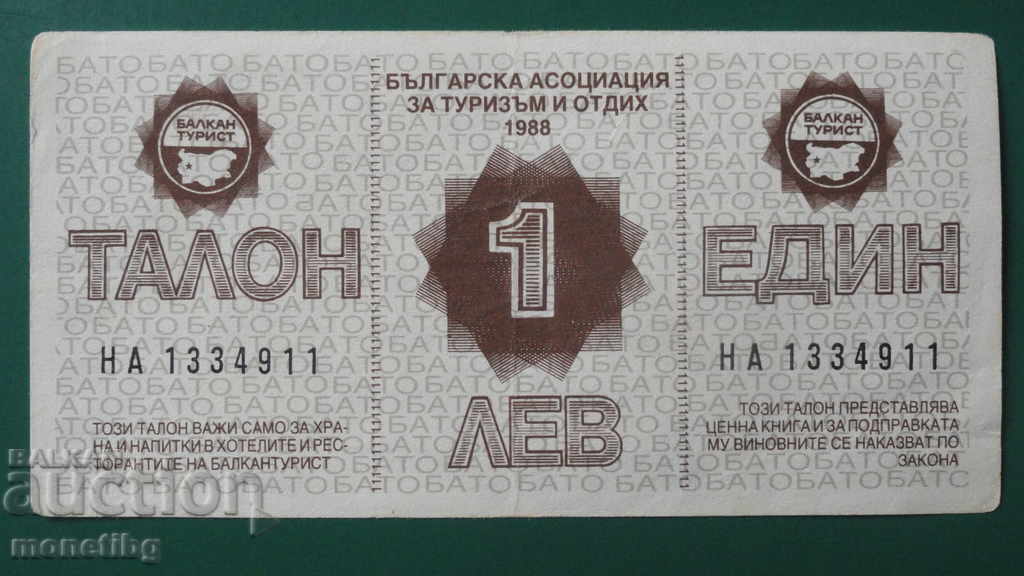 БЪЛГАРСКА АСОЦИАЦИЯ
ЗА ТУРИЗЪМ И ОТДИХ
1988
БАЛКАН
ТУРИСТ
БАЛКАН
ТУРИСТ
ТАЛОН
1
ЕДИН
НА 1334911
НА 1334911
ЛЕВ
ТОЗИ ТАЛОН ВАЖИ САМО ЗА ХРА-
НА И НАПИТКИ В ХОТЕЛИТЕ И РЕС-
ТОРАНТИТЕ НА БАЛКАНТУРИСТ
ТОЗИ ТАЛОН ПРЕДСТАВЛЯВА
ЦЕННА КНИГА И ЗА ПОДПРАВКАТА
МУ ВИНОВНИТЕ СЕ НАКАЗВАТ ПО
ЗАКОНА
BALKAN
auction
monetibg